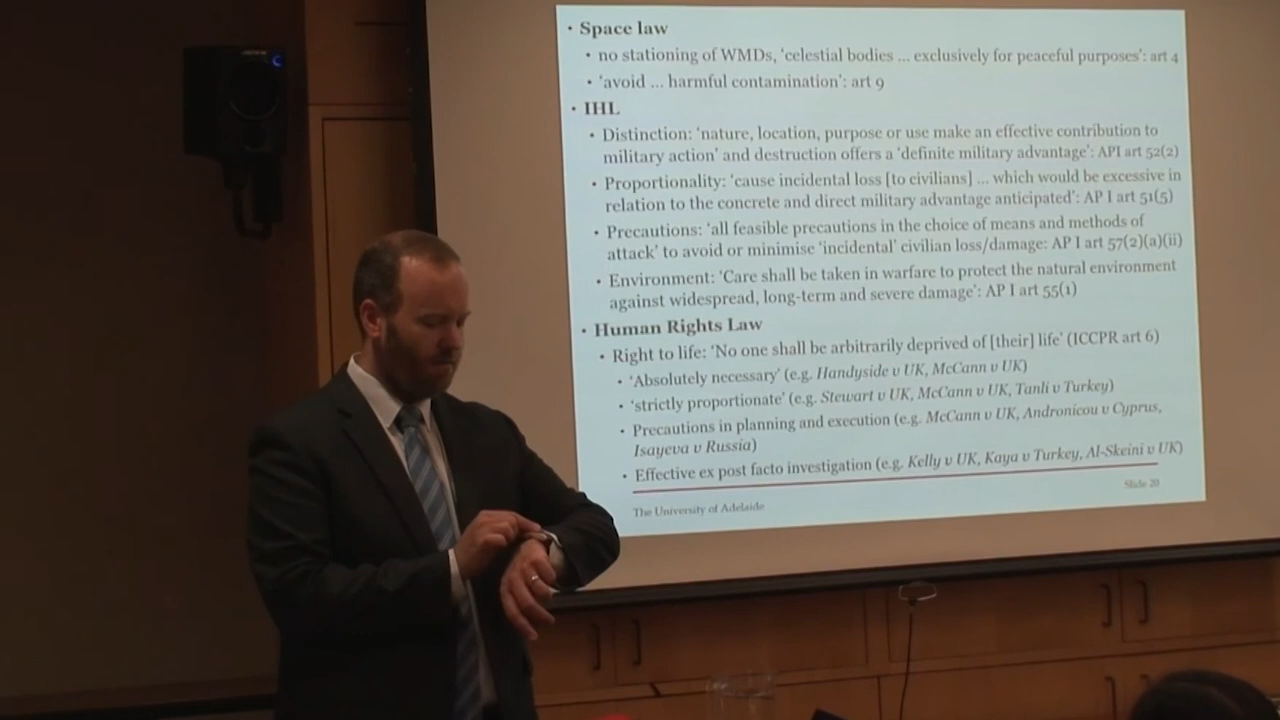 • Space law
• no stationing of WMDs, ‘celestial bodies ... exclusively for peaceful purposes’: art 4
• ‘avoid ... harmful contamination’: art 9
• IHL
• Distinction: ‘nature, location, purpose or use make an effective contribution to
military action’ and destruction offers a ‘definite military advantage’: API art 52(2)
• Proportionality: ‘cause incidental loss [to civilians] ... which would be excessive in
relation to the concrete and direct military advantage anticipated’: AP I art 51(5)
• Precautions: ‘all feasible precautions in the choice of means and methods of
attack’ to avoid or minimise ‘incidental’ civilian loss/damage: AP I art 57(2)(a)(ii)
• Environment: ‘Care shall be taken in warfare to protect the natural environment
against widespread, long-term and severe damage’: AP I art 55(1)
• Human Rights Law
• Right to life: ‘No one shall be arbitrarily deprived of [their] life’ (ICCPR art 6)
• ‘Absolutely necessary’ (e.g. Handyside v UK, McCann v UK)
• ‘strictly proportionate’ (e.g. Stewart v UK, McCann v UK, Tanli v Turkey)
• Precautions in planning and execution (e.g. McCann v UK, Andronicou v Cyprus,
Isayeva v Russia)
• Effective ex post facto investigation (e.g. Kelly v UK, Kaya v Turkey, Al-Skeini v UK)
The University of Adelaide
Slide 20